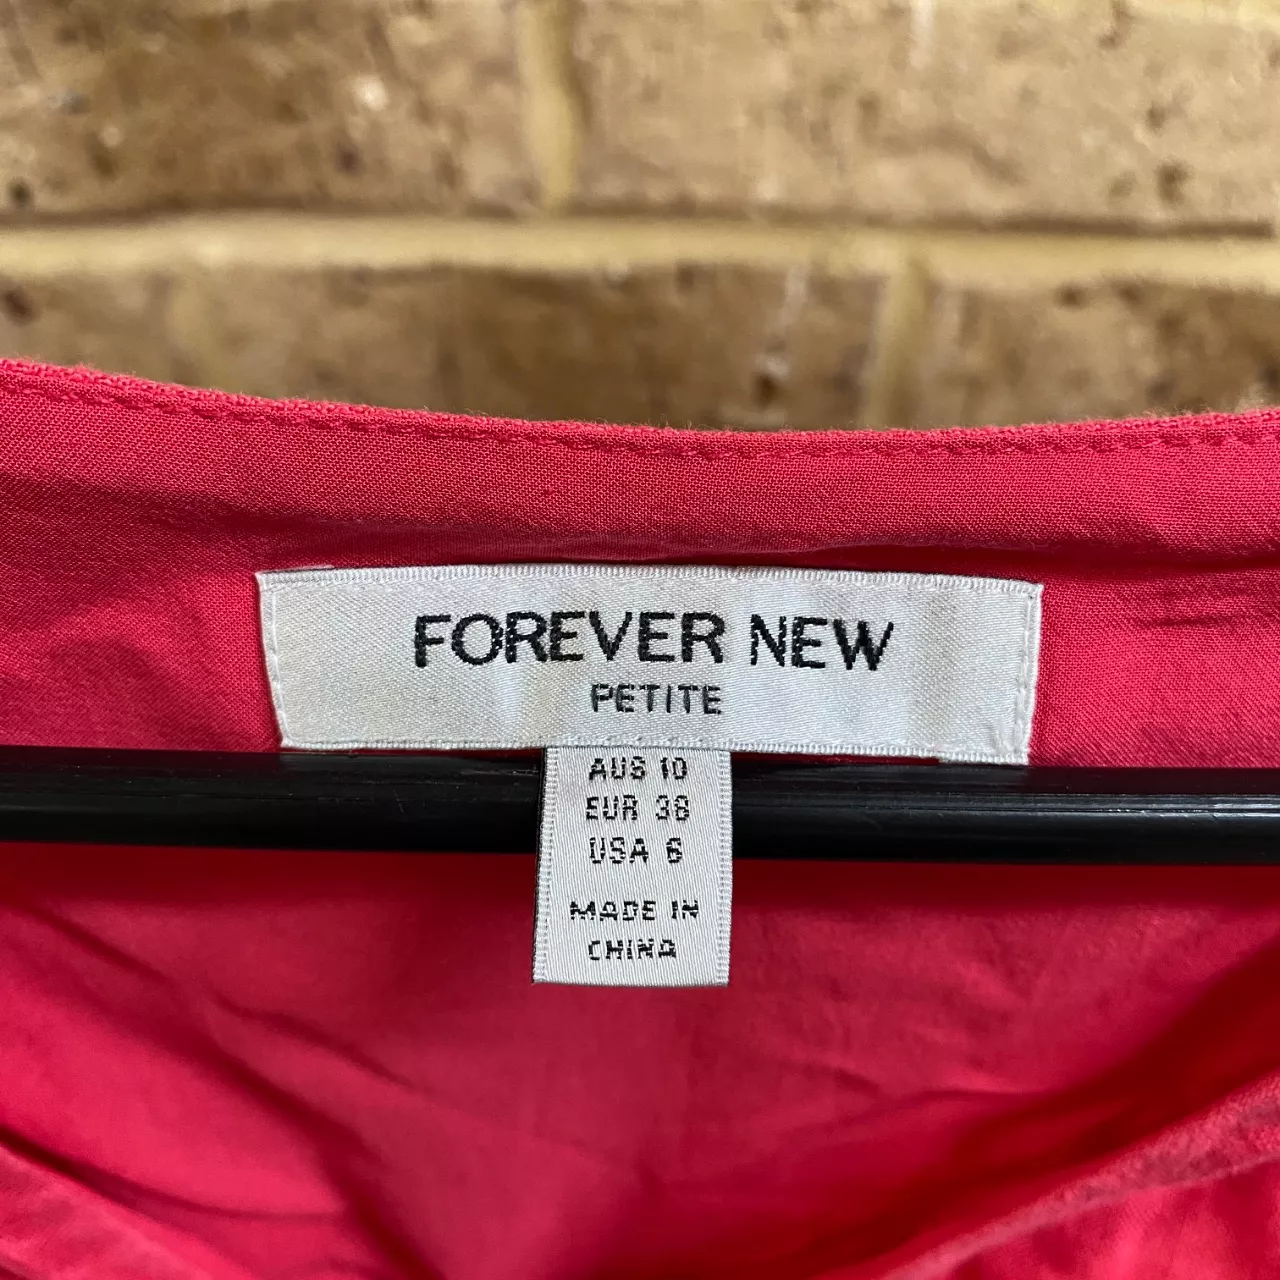 FOREVER NEW
PETITE
AUS 10
EUR 38
USA 6
MADE IN
CHINA